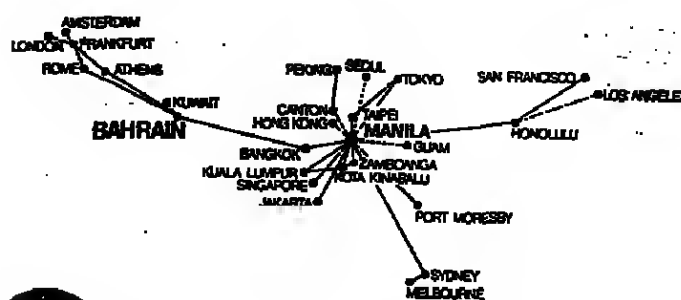 AMSTERDAM
LONDON FRANKFURT
ROME ATHENS
KUWAIT
BAHRAIN
PEKING SEOUL
TOKYO
CANTON
HONG KONG TAIPEI
MANILA
BANGKOK GUAM
KUALA LUMPUR ZAMBOANGA
SINGAPORE KOTA KINABALU
JAKARTA
PORT MORESBY
SYDNEY
MELBOURNE
SAN FRANCISCO
LOS ANGELE
HONOLULU